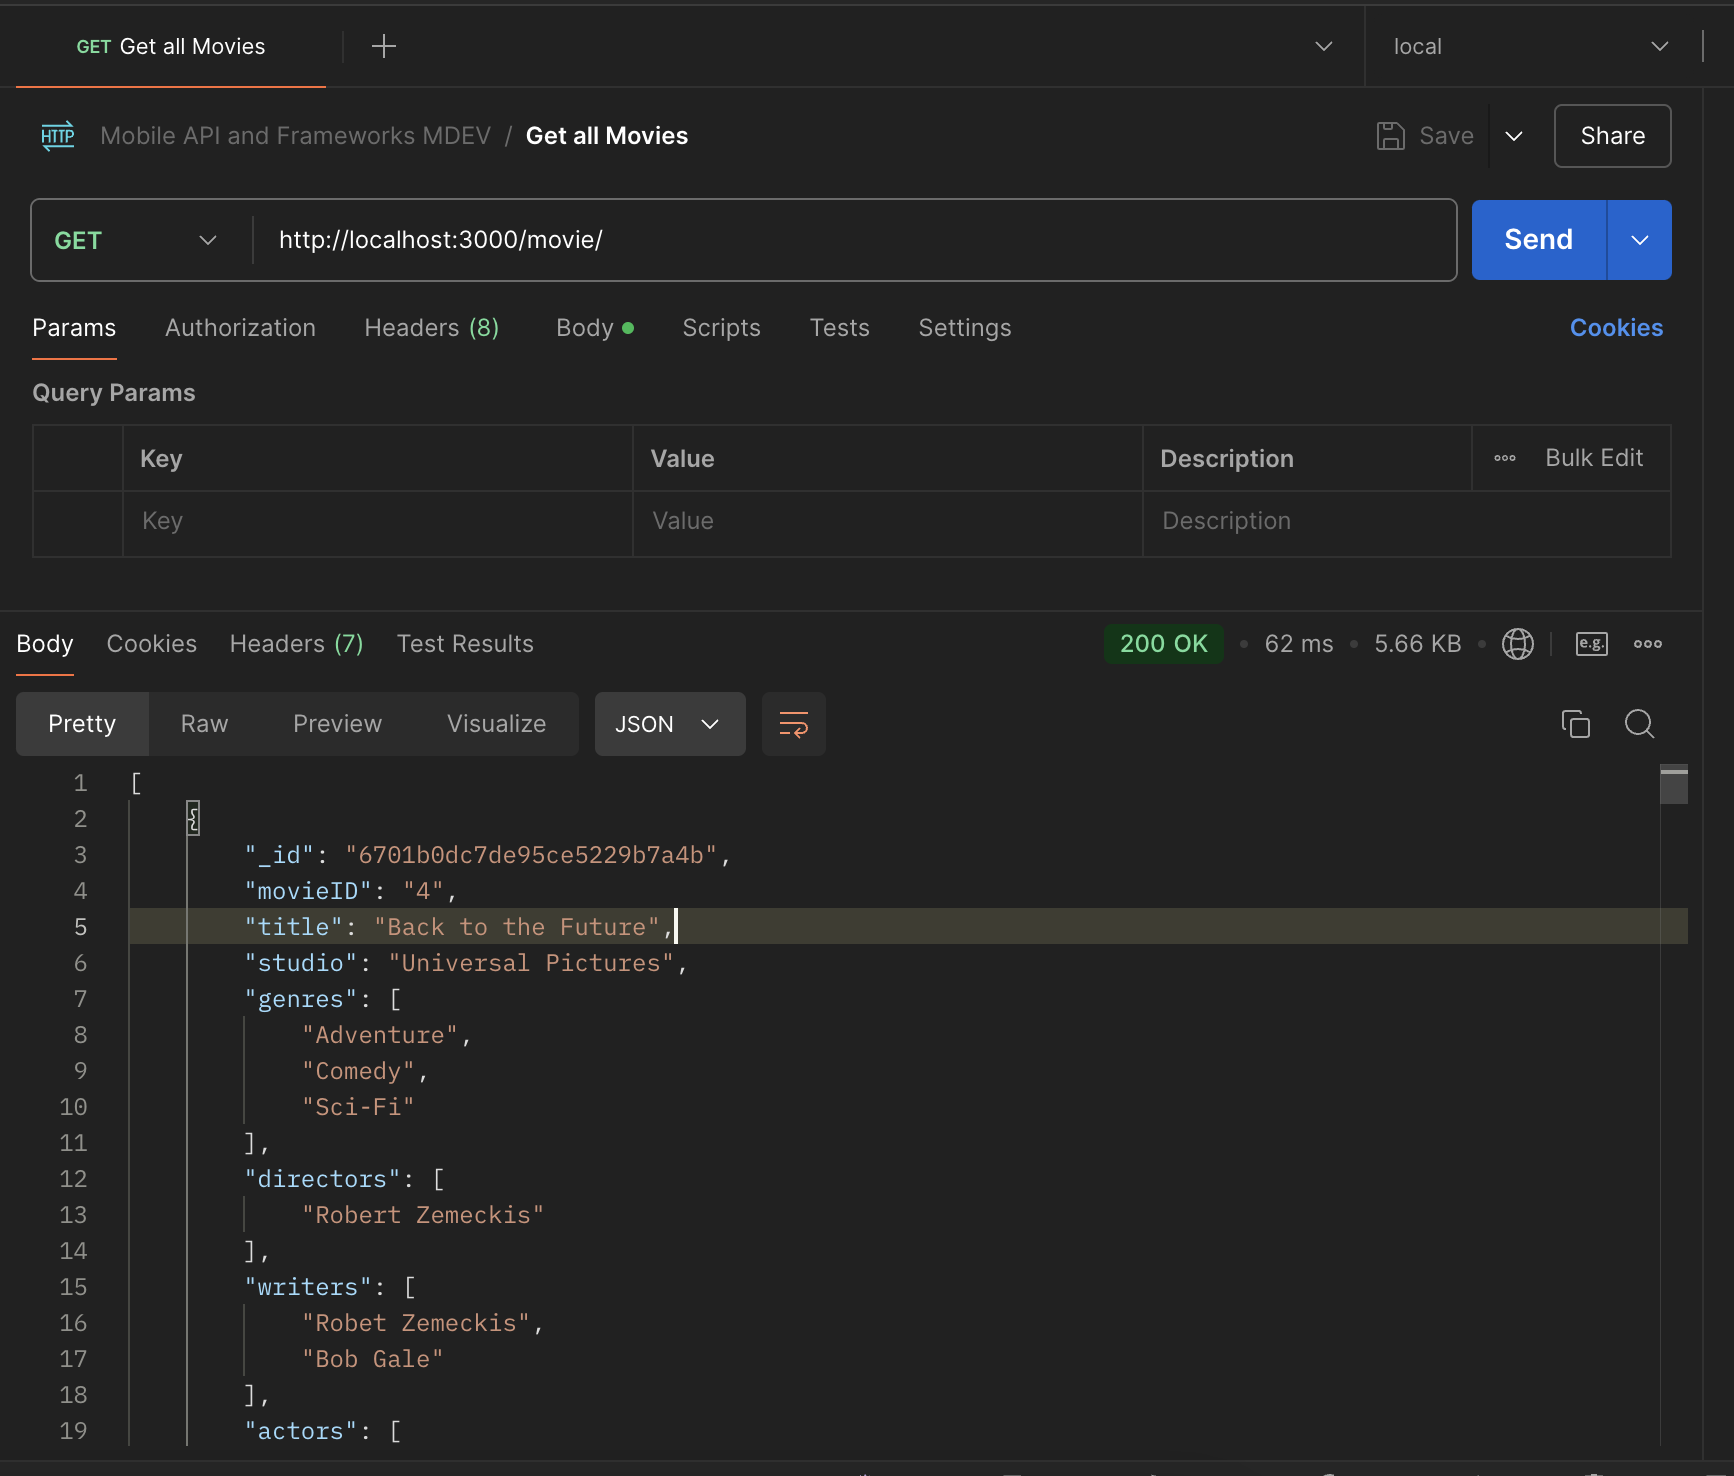 GET Get all Movies local
HTTP Mobile API and Frameworks MDEV / Get all Movies Save Share
GET http://localhost:3000/movie/ Send
Params Authorization Headers (8) Body Scripts Tests Settings Cookies
Query Params
Key Value Description Bulk Edit
Key Value Description
Body Cookies Headers (7) Test Results 200 OK 62 ms 5.66 KB e.g.
Pretty Raw Preview Visualize JSON
1 [
2 {
3 "_id": "6701b0dc7de95ce5229b7a4b",
4 "movieID": "4",
5 "title": "Back to the Future",
6 "studio": "Universal Pictures",
7 "genres": [
8 "Adventure",
9 "Comedy",
10 "Sci-Fi"
11 ],
12 "directors": [
13 "Robert Zemeckis"
14 ],
15 "writers": [
16 "Robet Zemeckis",
17 "Bob Gale"
18 ],
19 "actors": [